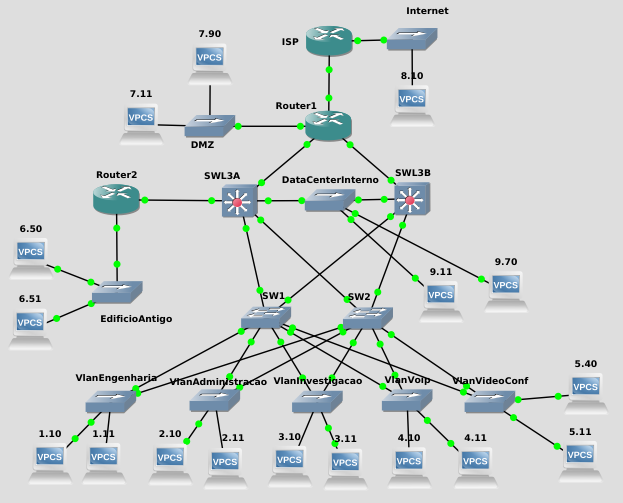 Internet
7.90
ISP
VPCS
8.10
7.11
Router1
VPCS
VPCS
DMZ
Router2
SWL3A
DataCenterInterno
SWL3B
6.50
VPCS
9.11
9.70
VPCS
VPCS
6.51
SW1
SW2
EdificioAntigo
VPCS
5.40
VlanEngenharia
VlanAdministracao
VlanInvestigacao
VlanVoip
VlanVideoConf
VPCS
1.10
1.11
2.10
2.11
3.10
3.11
4.10
4.11
5.11
VPCS
VPCS
VPCS
VPCS
VPCS
VPCS
VPCS
VPCS
VPCS